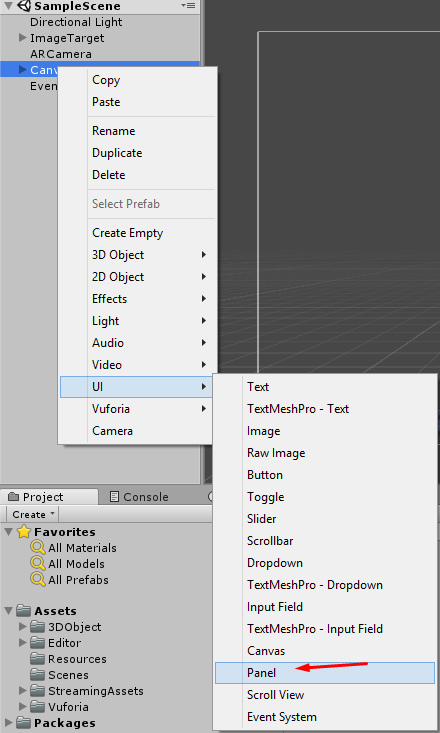 SampleScene
Directional Light
ImageTarget
ARCamera
Canv
Even
Copy
Paste
Rename
Duplicate
Delete
Select Prefab
Create Empty
3D Object
2D Object
Effects
Light
Audio
Video
UI
Vuforia
Camera
Text
TextMeshPro - Text
Image
Raw Image
Button
Toggle
Slider
Scrollbar
Dropdown
TextMeshPro - Dropdown
Input Field
TextMeshPro - Input Field
Canvas
Panel
Scroll View
Event System
Project Console
Create
Favorites
All Materials
All Models
All Prefabs
Assets
3DObject
Editor
Resources
Scenes
StreamingAssets
Vuforia
Packages